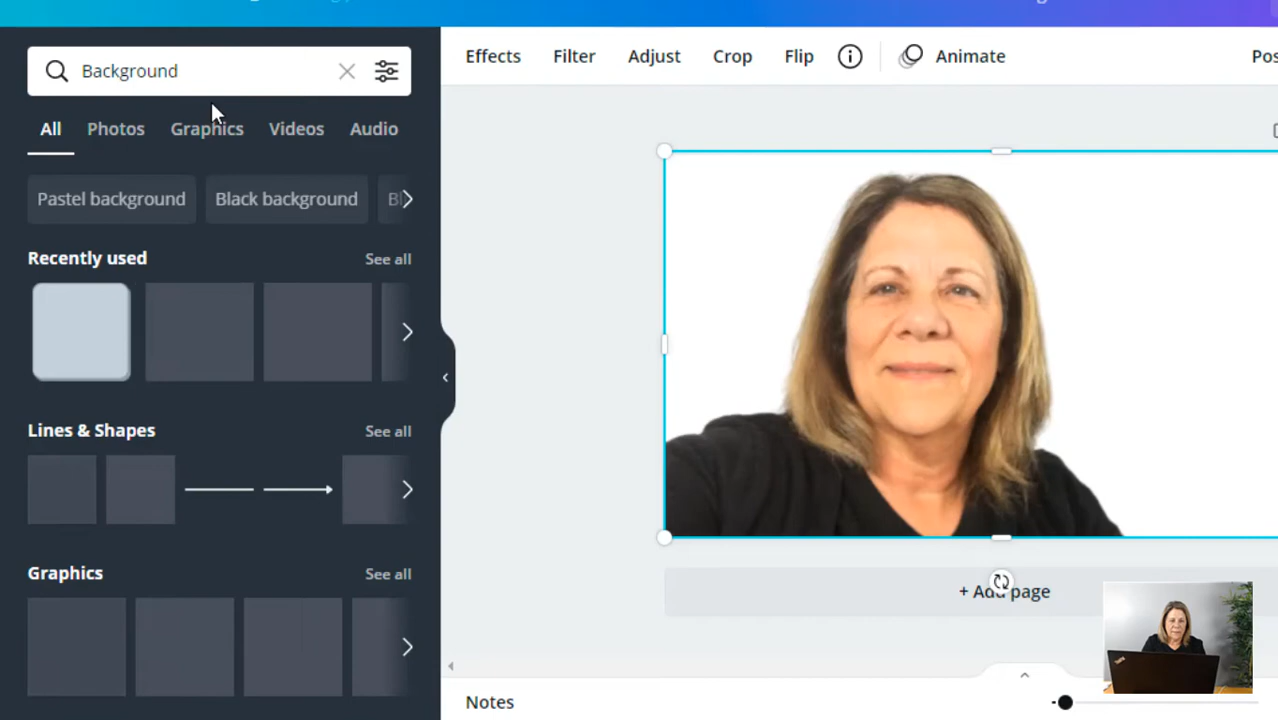 Background
Effects Filter Adjust Crop Flip Animate
All Photos Graphics Videos Audio
Pastel background Black background
Recently used See all
Lines & Shapes See all
Graphics See all
+ Add page
Notes